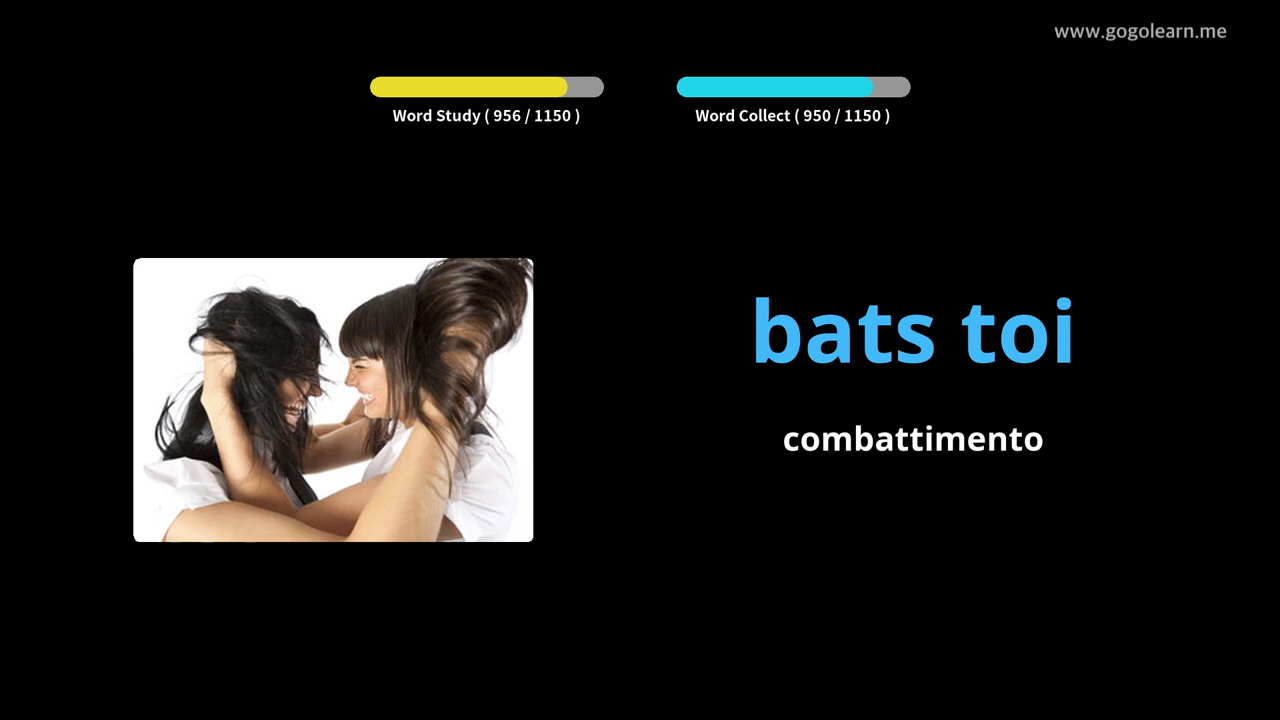 www.gogolearn.me
Word Study ( 956 / 1150 )
Word Collect ( 950 / 1150 )
bats toi
combattimento